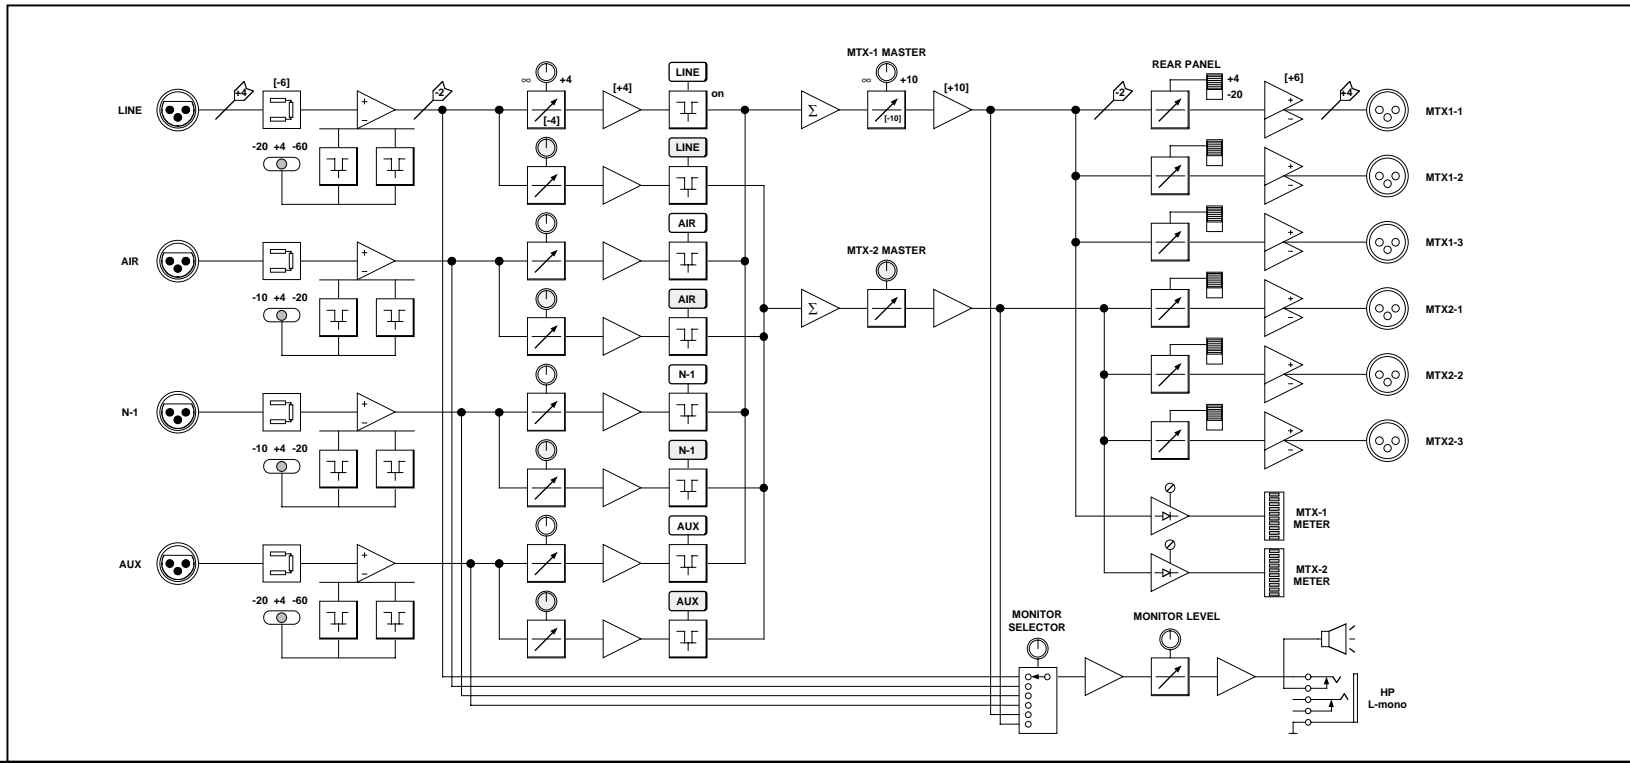 MTX-1 MASTER
REAR PANEL
LINE
+4
[-6]
-2
∞ +4
[-4]
[+4]
LINE
on
Σ
∞ +10
[-10]
[+10]
-2
+4
-20
[+6]
+4
MTX1-1
-20 +4 -60
LINE
MTX1-2
AIR
AIR
MTX1-3
-10 +4 -20
AIR
MTX-2 MASTER
Σ
MTX2-1
N-1
N-1
MTX2-2
-10 +4 -20
N-1
MTX2-3
AUX
AUX
MTX-1
METER
-20 +4 -60
AUX
MTX-2
METER
MONITOR
SELECTOR
MONITOR LEVEL
HP
L-mono